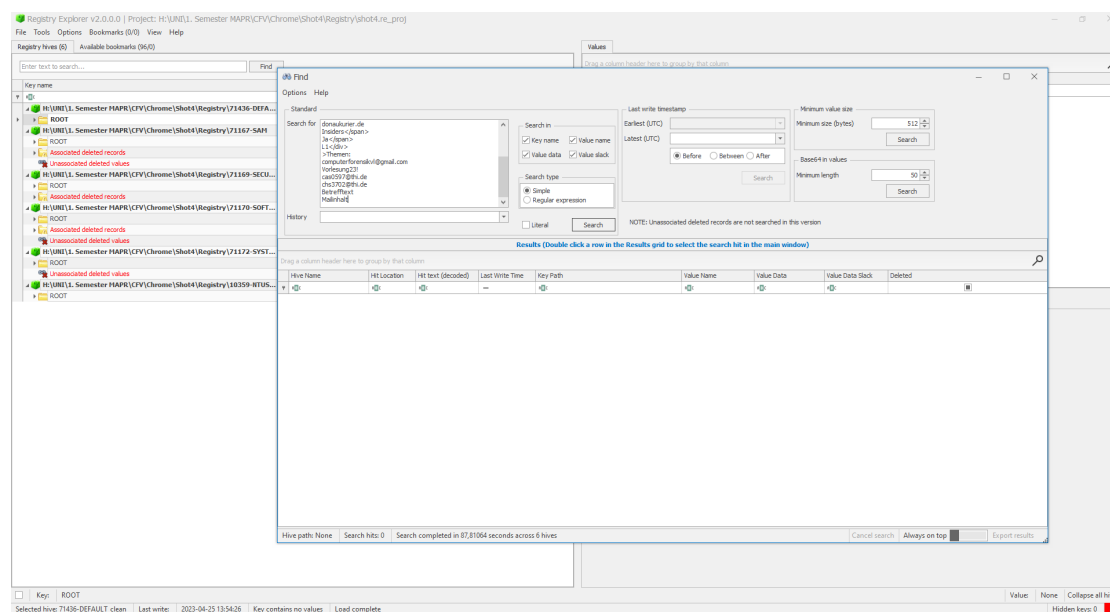 Registry Explorer v2.0.0.0 | Project: H:\UNI\1. Semester MAPR\CFV\Chrome\Shot4\Registry\shot4.re_proj
File Tools Options Bookmarks (0/0) View Help
Registry hives (6) Available bookmarks (96/0)
Values
Enter text to search...
Find
Drag a column header here to group by that column
Key name
H:\UNI\1. Semester MAPR\CFV\Chrome\Shot4\Registry\71436-DEFA...
ROOT
H:\UNI\1. Semester MAPR\CFV\Chrome\Shot4\Registry\71167-SAM
ROOT
Associated deleted records
Unassociated deleted values
H:\UNI\1. Semester MAPR\CFV\Chrome\Shot4\Registry\71169-SECU...
ROOT
Associated deleted records
H:\UNI\1. Semester MAPR\CFV\Chrome\Shot4\Registry\71170-SOFT...
ROOT
Associated deleted records
Unassociated deleted values
H:\UNI\1. Semester MAPR\CFV\Chrome\Shot4\Registry\71172-SYST...
ROOT
Unassociated deleted values
H:\UNI\1. Semester MAPR\CFV\Chrome\Shot4\Registry\10359-NTUS...
ROOT
Find
Options Help
Standard
Search for
donaukurier.de
Insiders</span>
Ja</span>
L1</div>
>Themen:
computerforensikvl@gmail.com
Vorlesung23!
cas0597@thi.de
chs3702@thi.de
Betrefftext
Mailinhalt
History
Search in
Key name Value name
Value data Value slack
Search type
Simple
Regular expression
Literal Search
Last write timestamp
Earliest (UTC)
Latest (UTC)
Before Between After
Search
Minimum value size
Minimum size (bytes) 512
Search
Base64 in values
Minimum length 50
Search
NOTE: Unassociated deleted records are not searched in this version
Results (Double click a row in the Results grid to select the search hit in the main window)
Drag a column header here to group by that column
Hive Name Hit Location Hit text (decoded) Last Write Time Key Path Value Name Value Data Value Data Slack Deleted
=
Hive path: None Search hits: 0 Search completed in 87,81064 seconds across 6 hives Cancel search Always on top Export results
Key: ROOT Value: None Collapse all hi
Selected hive: 71436-DEFAULT clean Last write: 2023-04-25 13:54:26 Key contains no values Load complete Hidden keys: 0